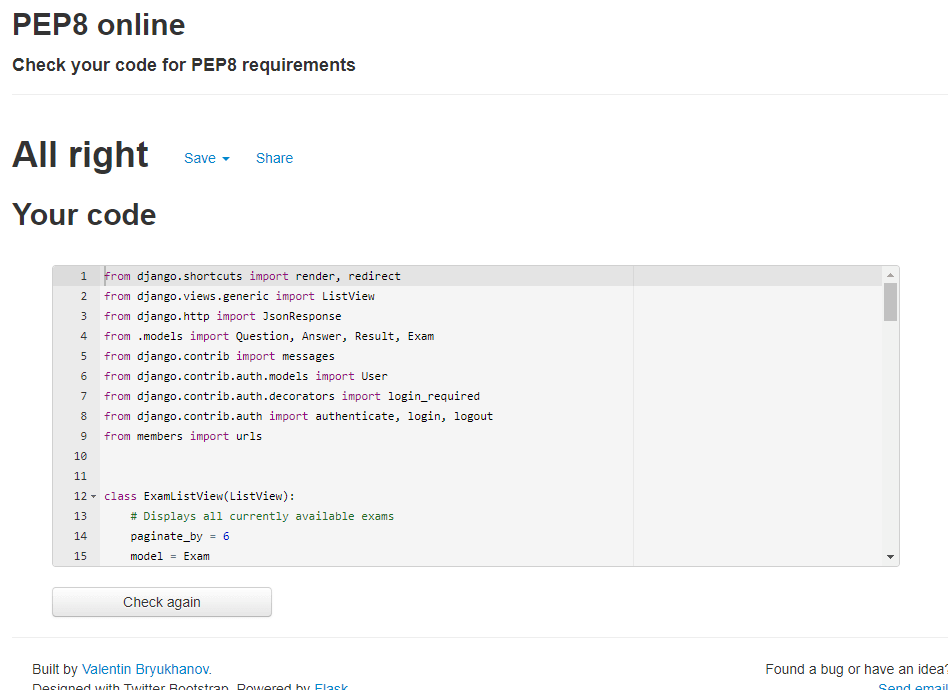 PEP8 online
Check your code for PEP8 requirements
All right Save Share
Your code
1 from django.shortcuts import render, redirect
2 from django.views.generic import ListView
3 from django.http import JsonResponse
4 from .models import Question, Answer, Result, Exam
5 from django.contrib import messages
6 from django.contrib.auth.models import User
7 from django.contrib.auth.decorators import login_required
8 from django.contrib.auth import authenticate, login, logout
9 from members import urls
10
11
12 class ExamListView(ListView):
13 # Displays all currently available exams
14 paginate_by = 6
15 model = Exam
Check again
Built by Valentin Bryukhanov. Found a bug or have an idea?
Designed with Twitter Bootstrap. Powered by Flask Send email